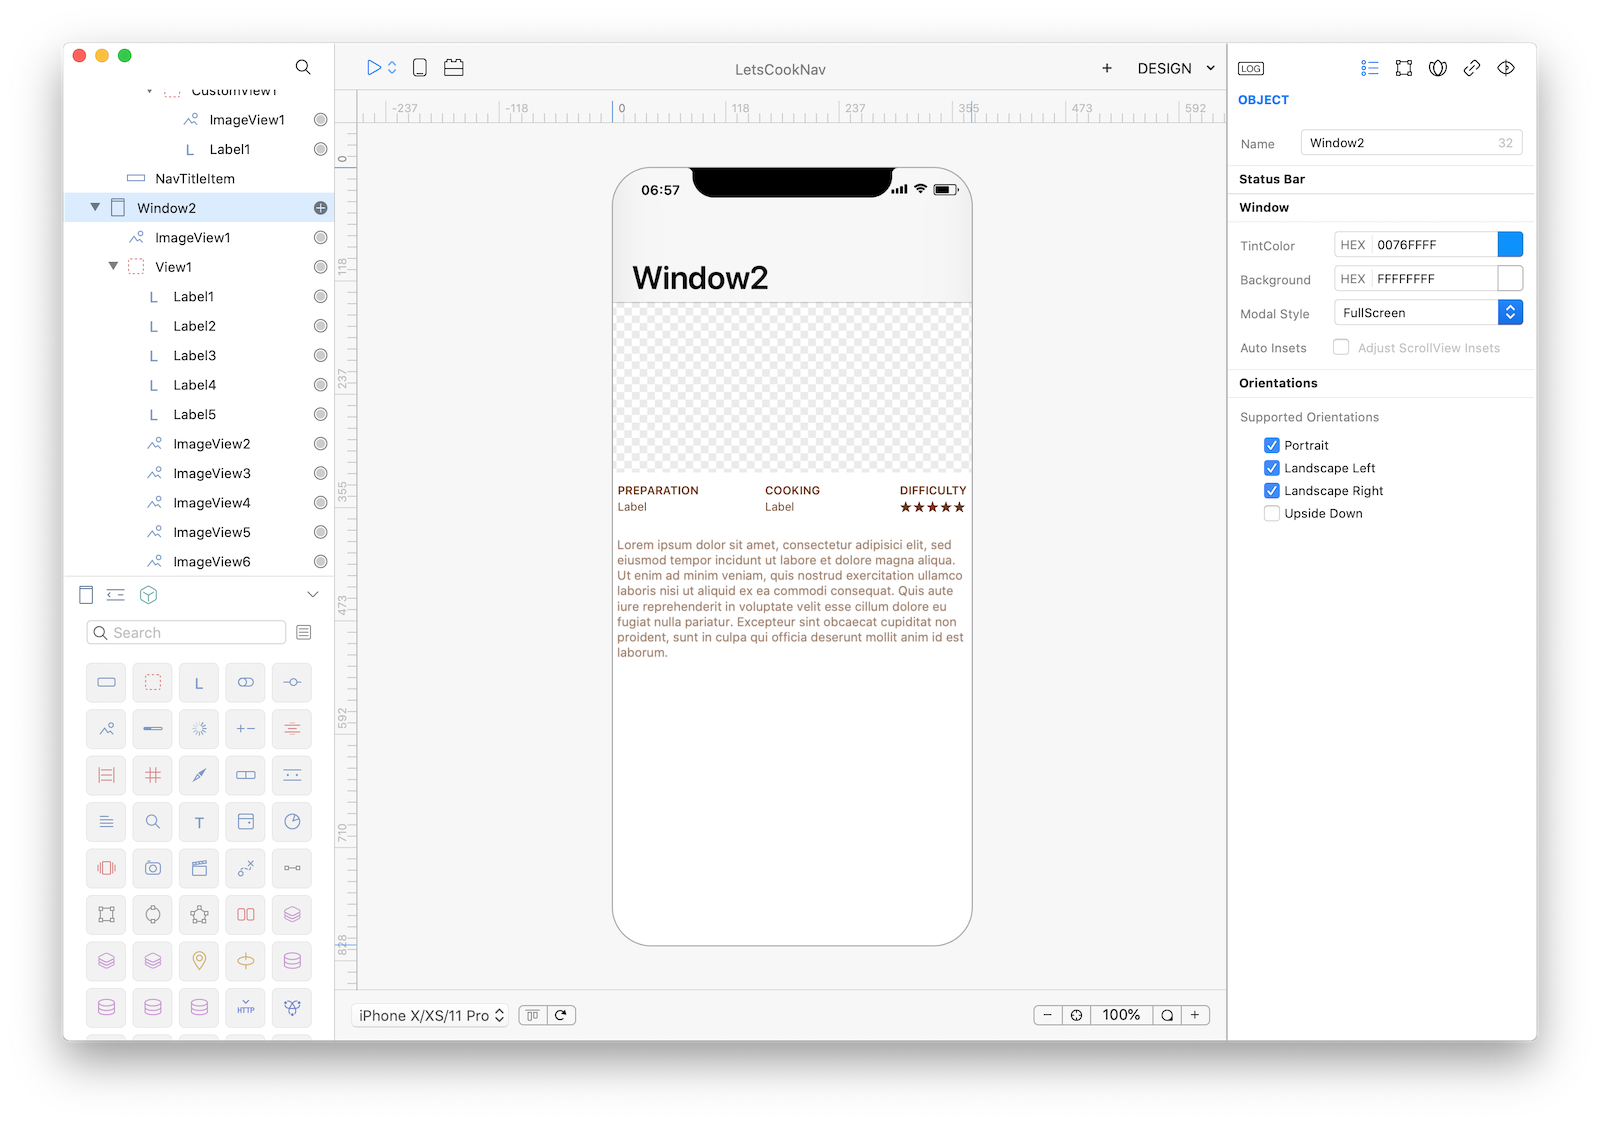 LetsCookNav
DESIGN
CustomView1
ImageView1
L Label1
NavTitleItem
Window2
ImageView1
View1
L Label1
L Label2
L Label3
L Label4
L Label5
ImageView2
ImageView3
ImageView4
ImageView5
ImageView6
Search
L
T
HTTP
-237 -118 0 118 237 355 473 592
0
118
237
355
473
592
710
828
06:57
Window2
PREPARATION COOKING DIFFICULTY
Label Label
Lorem ipsum dolor sit amet, consectetur adipisici elit, sed
eiusmod tempor incidunt ut labore et dolore magna aliqua.
Ut enim ad minim veniam, quis nostrud exercitation ullamco
laboris nisi ut aliquid ex ea commodi consequat. Quis aute
iure reprehenderit in voluptate velit esse cillum dolore eu
fugiat nulla pariatur. Excepteur sint obcaecat cupiditat non
proident, sunt in culpa qui officia deserunt mollit anim id est
laborum.
iPhone X/XS/11 Pro
100%
LOG
OBJECT
Name Window2 32
Status Bar
Window
TintColor HEX 0076FFFF
Background HEX FFFFFFFF
Modal Style FullScreen
Auto Insets Adjust ScrollView Insets
Orientations
Supported Orientations
Portrait
Landscape Left
Landscape Right
Upside Down